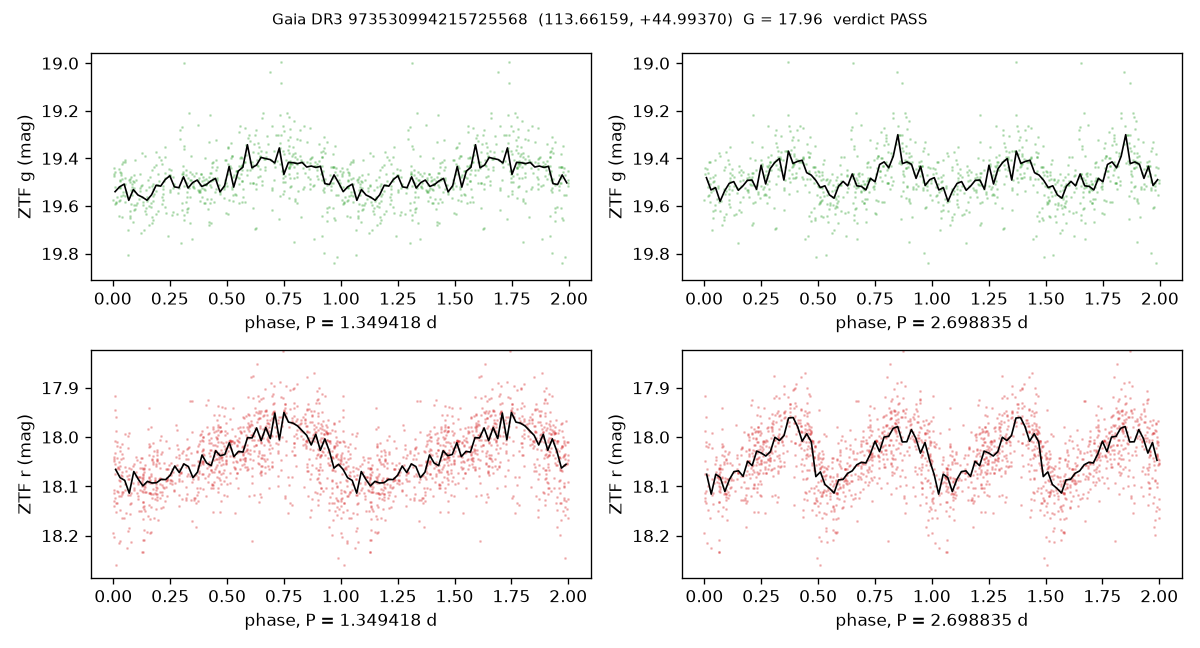 Gaia DR3 973530994215725568 (113.66159, +44.99370) G = 17.96 verdict PASS
ZTF g (mag)
19.0
19.2
19.4
19.6
19.8
0.00 0.25 0.50 0.75 1.00 1.25 1.50 1.75 2.00
phase, P = 1.349418 d
ZTF g (mag)
19.0
19.2
19.4
19.6
19.8
0.00 0.25 0.50 0.75 1.00 1.25 1.50 1.75 2.00
phase, P = 2.698835 d
ZTF r (mag)
17.9
18.0
18.1
18.2
0.00 0.25 0.50 0.75 1.00 1.25 1.50 1.75 2.00
phase, P = 1.349418 d
ZTF r (mag)
17.9
18.0
18.1
18.2
0.00 0.25 0.50 0.75 1.00 1.25 1.50 1.75 2.00
phase, P = 2.698835 d